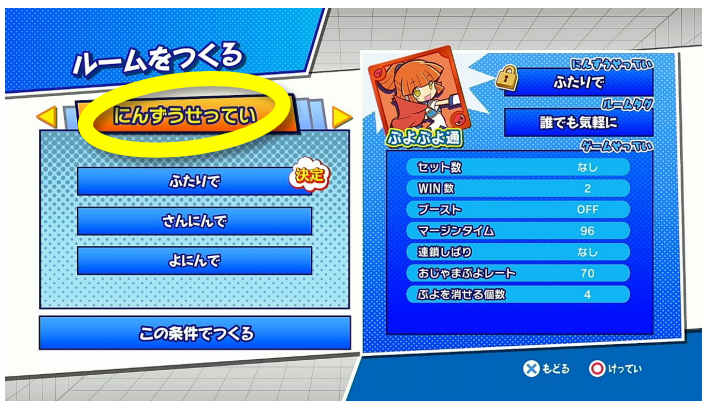 ルームをつくる
にんずうせってい
ふたりで
決定
さんにんで
よにんで
この条件でつくる
ぷよぷよ通
にんずうせってい
ふたりで
ルームタグ
誰でも気軽に
ゲームせってい
セット数 なし
WIN数 2
ブースト OFF
マージンタイム 96
連鎖しばり なし
おじゃまぷよレート 70
ぷよを消せる個数 4
もどる けってい